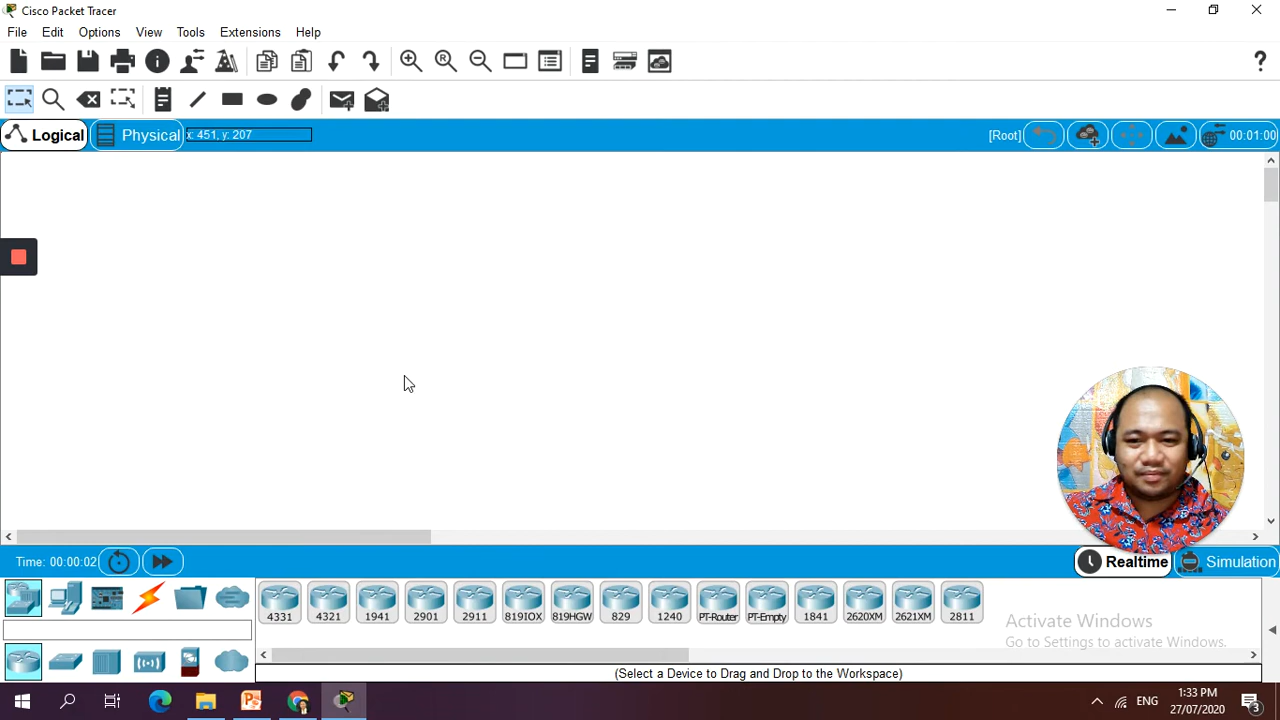 Cisco Packet Tracer
File Edit Options View Tools Extensions Help
Logical Physical x: 451, y: 207 [Root] 00:01:00
Time: 00:00:02 Realtime Simulation
4331 4321 1941 2901 2911 819IOX 819HGW 829 1240 PT-Router PT-Empty 1841 2620XM 2621XM 2811
Activate Windows
Go to Settings to activate Windows.
(Select a Device to Drag and Drop to the Workspace)
ENG
1:33 PM
27/07/2020
3